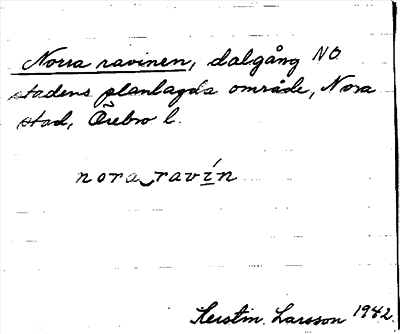 Norra ravinen, dalgång NO
stadens planlagda område, Nora
stad, Örebro l.
nora ravín
Kerstin Larsson 1942.